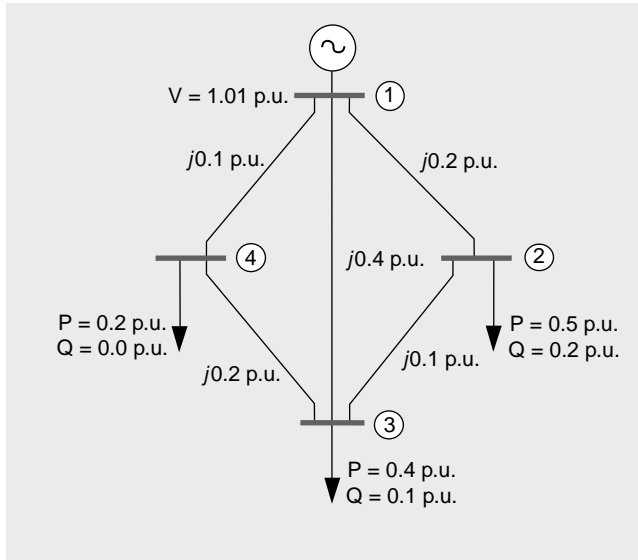 V = 1.01 p.u.
1
j0.1 p.u.
j0.2 p.u.
4
j0.4 p.u.
2
P = 0.2 p.u.
Q = 0.0 p.u.
P = 0.5 p.u.
Q = 0.2 p.u.
j0.2 p.u.
j0.1 p.u.
3
P = 0.4 p.u.
Q = 0.1 p.u.